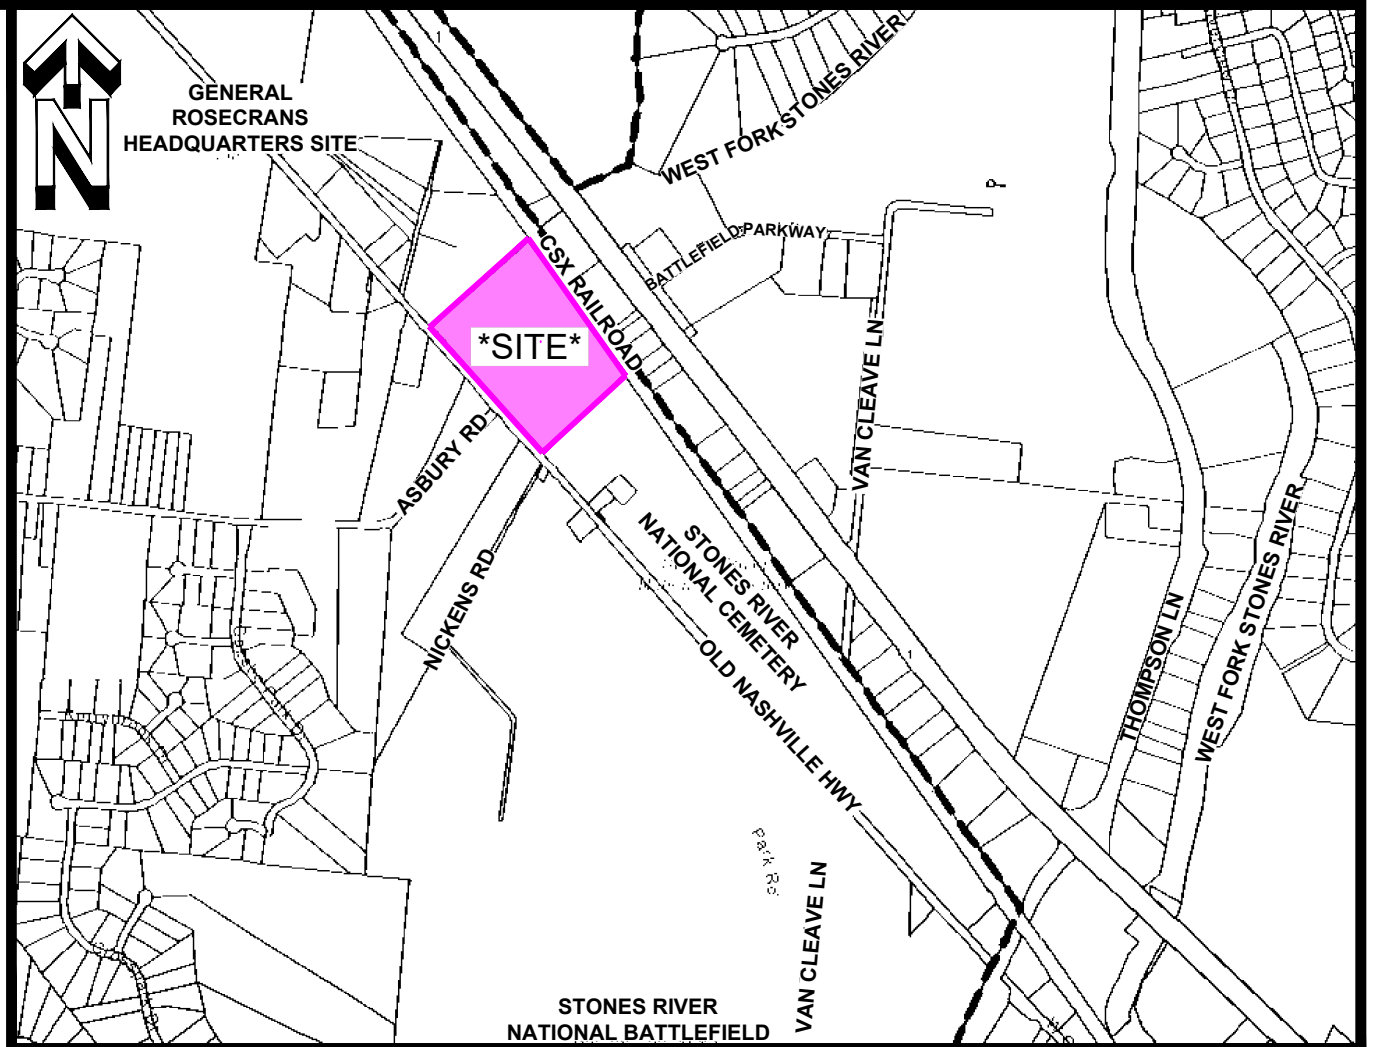 N
GENERAL
ROSECRANS
HEADQUARTERS SITE
1
WEST FORK STONES RIVER
BATTLEFIELD PARKWAY
CSX RAILROAD
*SITE*
VAN CLEAVE LN
ASBURY RD
NICKENS RD
STONES RIVER
NATIONAL CEMETERY
OLD NASHVILLE HWY
1
THOMPSON LN
WEST FORK STONES RIVER
Park Rd
VAN CLEAVE LN
STONES RIVER
NATIONAL BATTLEFIELD